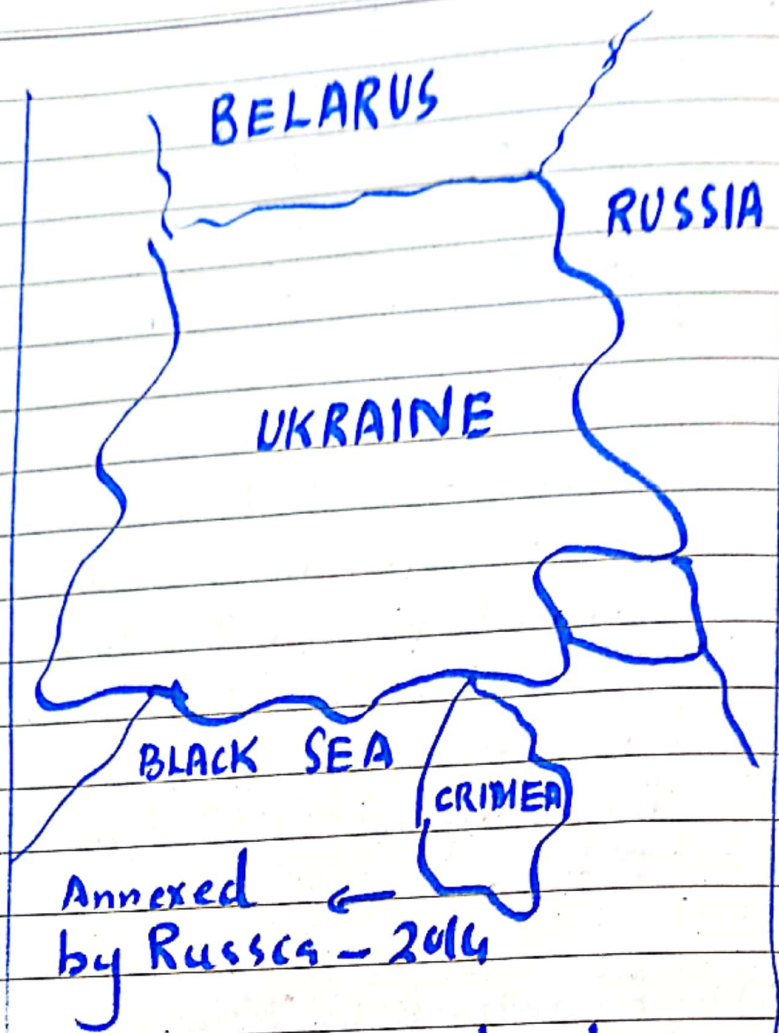 BELARUS
RUSSIA
UKRAINE
BLACK SEA
CRIMEA
Annexed ←
by Russca - 2014